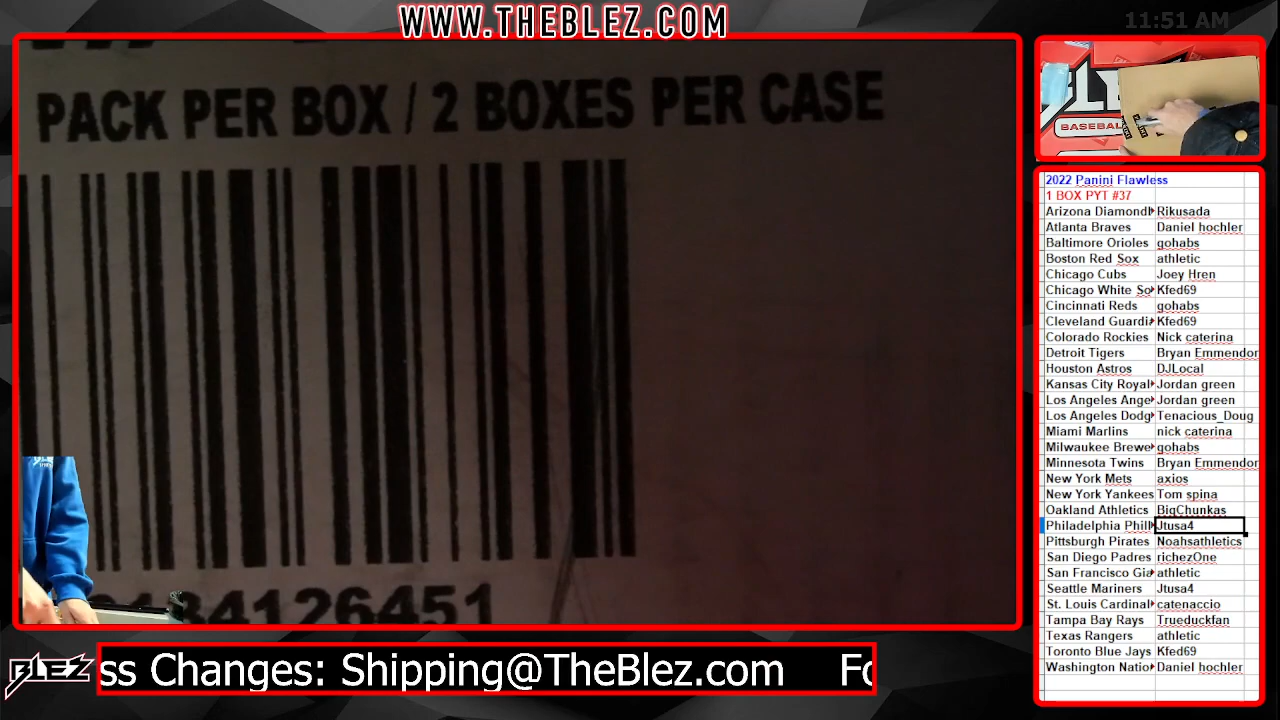 WWW.THEBLEZ.COM
11:51 AM
PACK PER BOX / 2 BOXES PER CASE
34126451
BASEBALL
2022 Panini Flawless
1 BOX PYT #37
Arizona Diamondb Rikusada
Atlanta Braves Daniel hochler
Baltimore Orioles gohabs
Boston Red Sox athletic
Chicago Cubs Joey Hren
Chicago White So Kfed69
Cincinnati Reds gohabs
Cleveland Guardia Kfed69
Colorado Rockies Nick caterina
Detroit Tigers Bryan Emmendor
Houston Astros DJLocal
Kansas City Royal Jordan green
Los Angeles Ange Jordan green
Los Angeles Dodg Tenacious_Doug
Miami Marlins nick caterina
Milwaukee Brewe gohabs
Minnesota Twins Bryan Emmendor
New York Mets axios
New York Yankees Tom spina
Oakland Athletics BigChunkas
Philadelphia Phill Jtusa4
Pittsburgh Pirates Noahsathletics
San Diego Padres richezOne
San Francisco Gia athletic
Seattle Mariners Jtusa4
St. Louis Cardinal catenaccio
Tampa Bay Rays Trueduckfan
Texas Rangers athletic
Toronto Blue Jays Kfed69
Washington Natio Daniel hochler
BLEZ
ss Changes: Shipping@TheBlez.com Fo